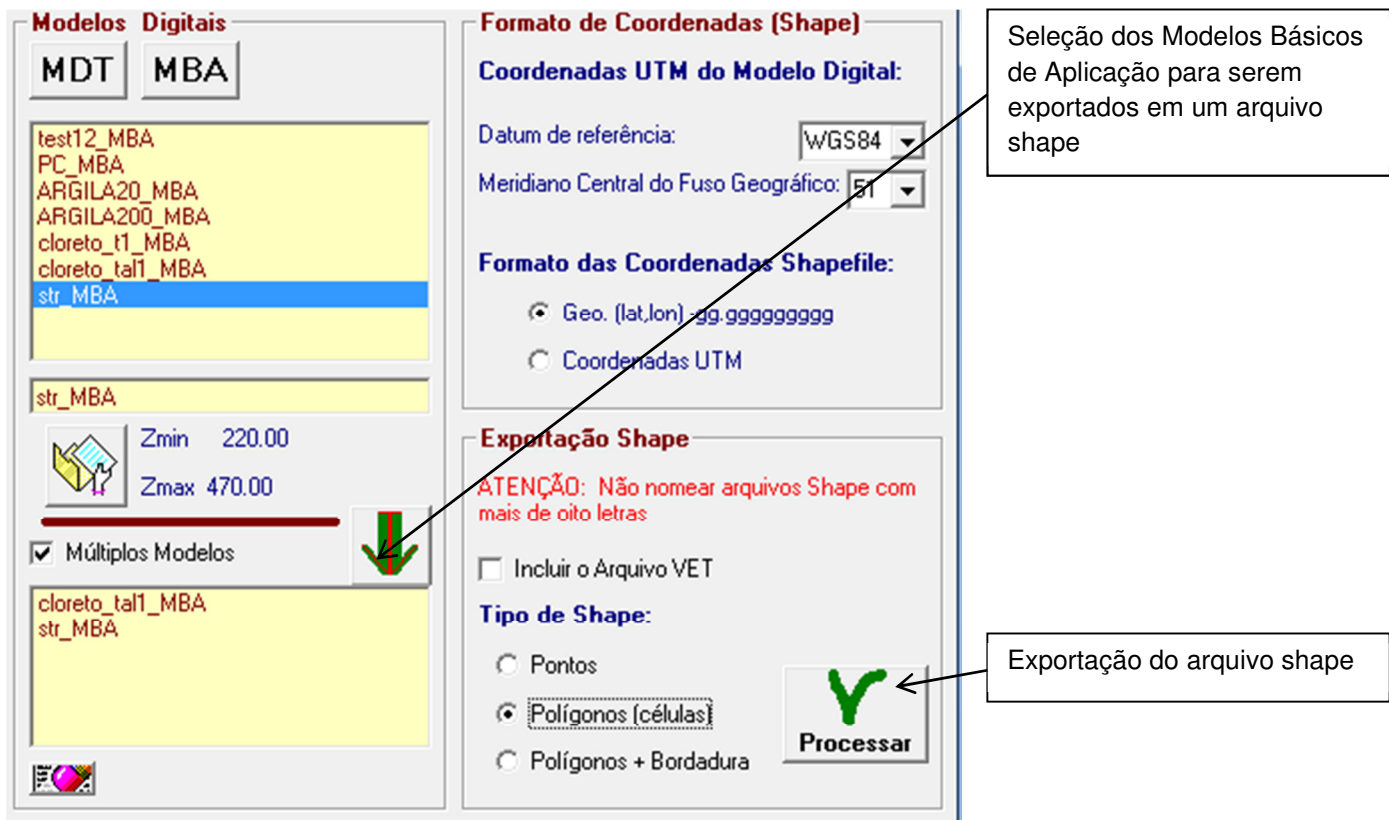 Modelos Digitais
MDT
MBA
test12_MBA
PC_MBA
ARGILA20_MBA
ARGILA200_MBA
cloreto_t1_MBA
cloreto_tal1_MBA
str_MBA
str_MBA
Zmin 220.00
Zmax 470.00
Múltiplos Modelos
cloreto_tal1_MBA
str_MBA
Formato de Coordenadas (Shape)
Coordenadas UTM do Modelo Digital:
Datum de referência: WGS84
Meridiano Central do Fuso Geográfico: 51
Formato das Coordenadas Shapefile:
Geo. (lat,lon) -gg.ggggggggg
Coordenadas UTM
Exportação Shape
ATENÇÃO: Não nomear arquivos Shape com
mais de oito letras
Incluir o Arquivo VET
Tipo de Shape:
Pontos
Polígonos (células)
Polígonos + Bordadura
Processar
Seleção dos Modelos Básicos
de Aplicação para serem
exportados em um arquivo
shape
Exportação do arquivo shape